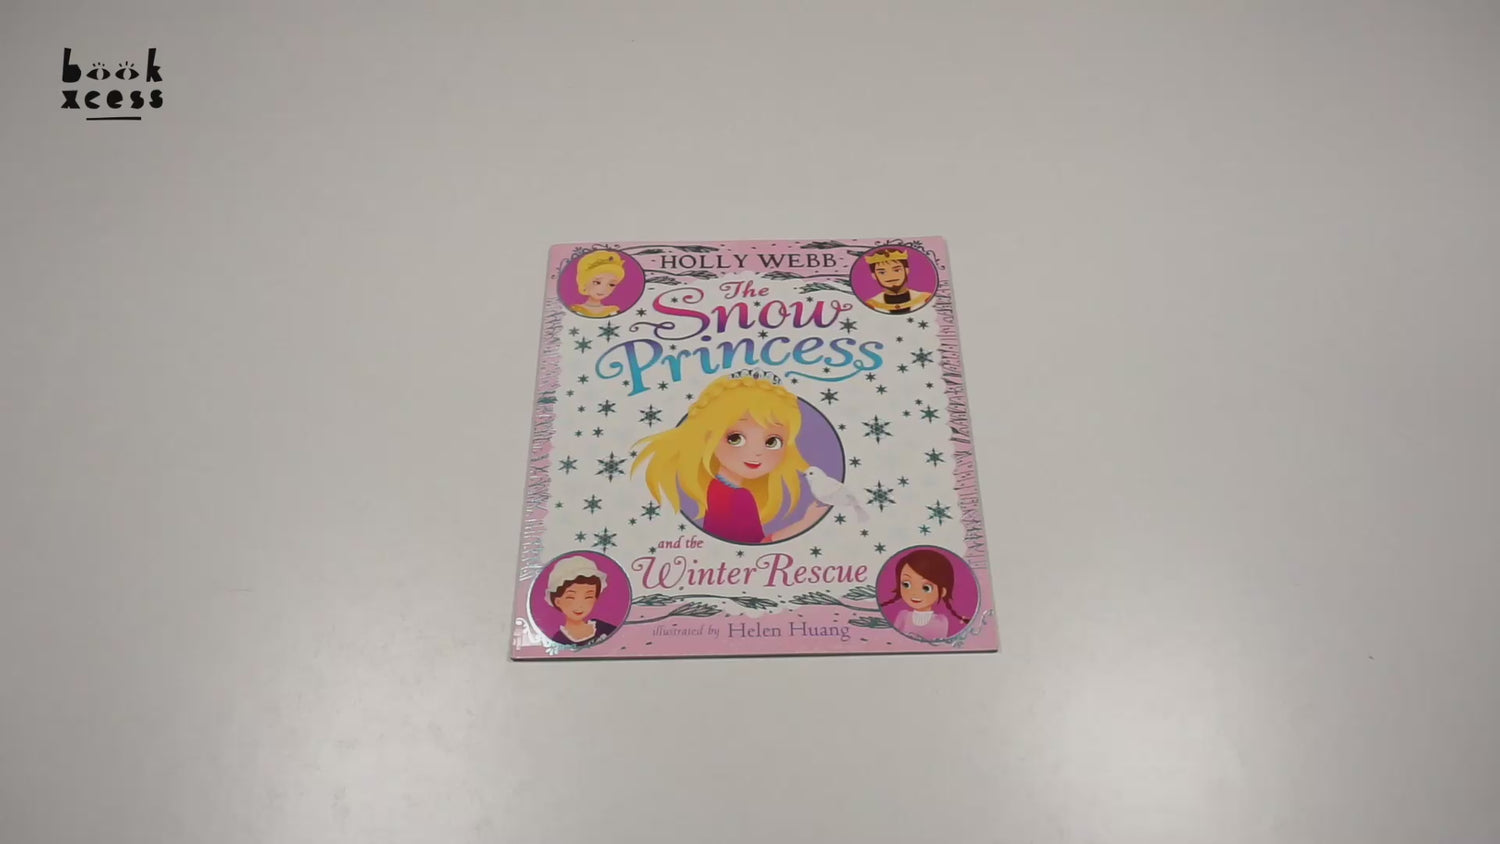 book
xcess
HOLLY WEBB
The
Snow
Princess
and the
Winter Rescue
illustrated by Helen Huang